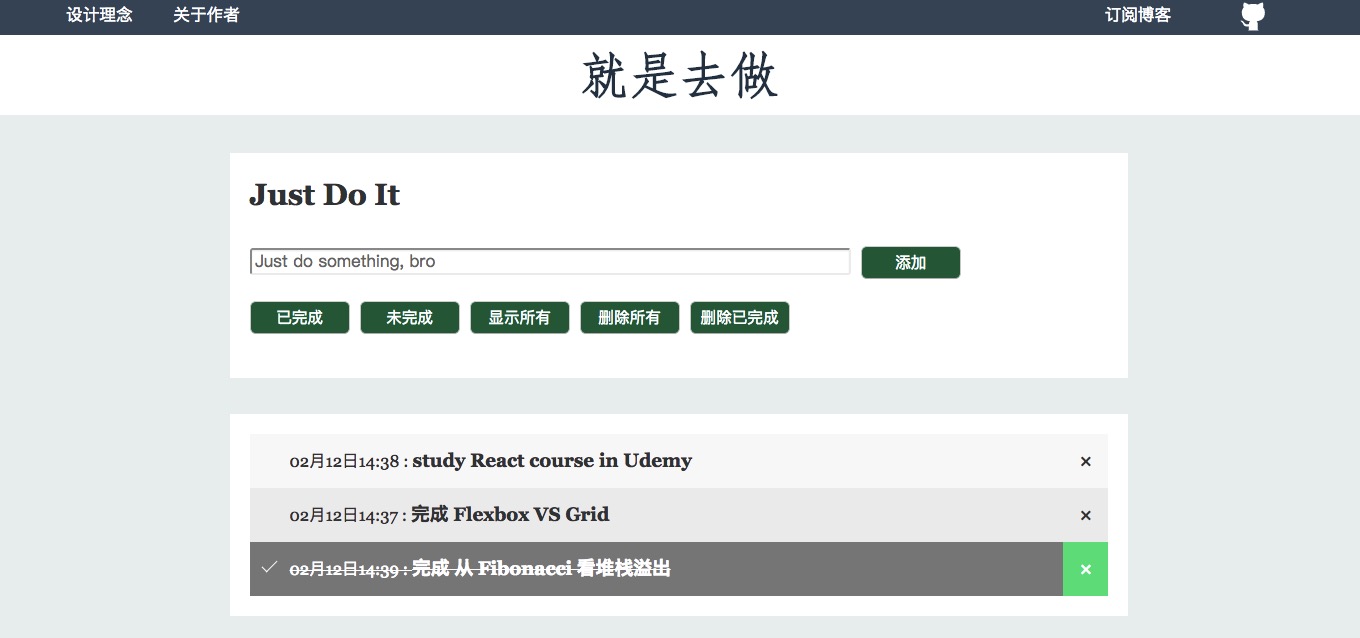 设计理念 关于作者 订阅博客
就是去做
Just Do It
Just do something, bro 添加
已完成 未完成 显示所有 删除所有 删除已完成
02月12日14:38 : study React course in Udemy ×
02月12日14:37 : 完成 Flexbox VS Grid ×
02月12日14:39 : 完成 从 Fibonacci 看堆栈溢出 ×